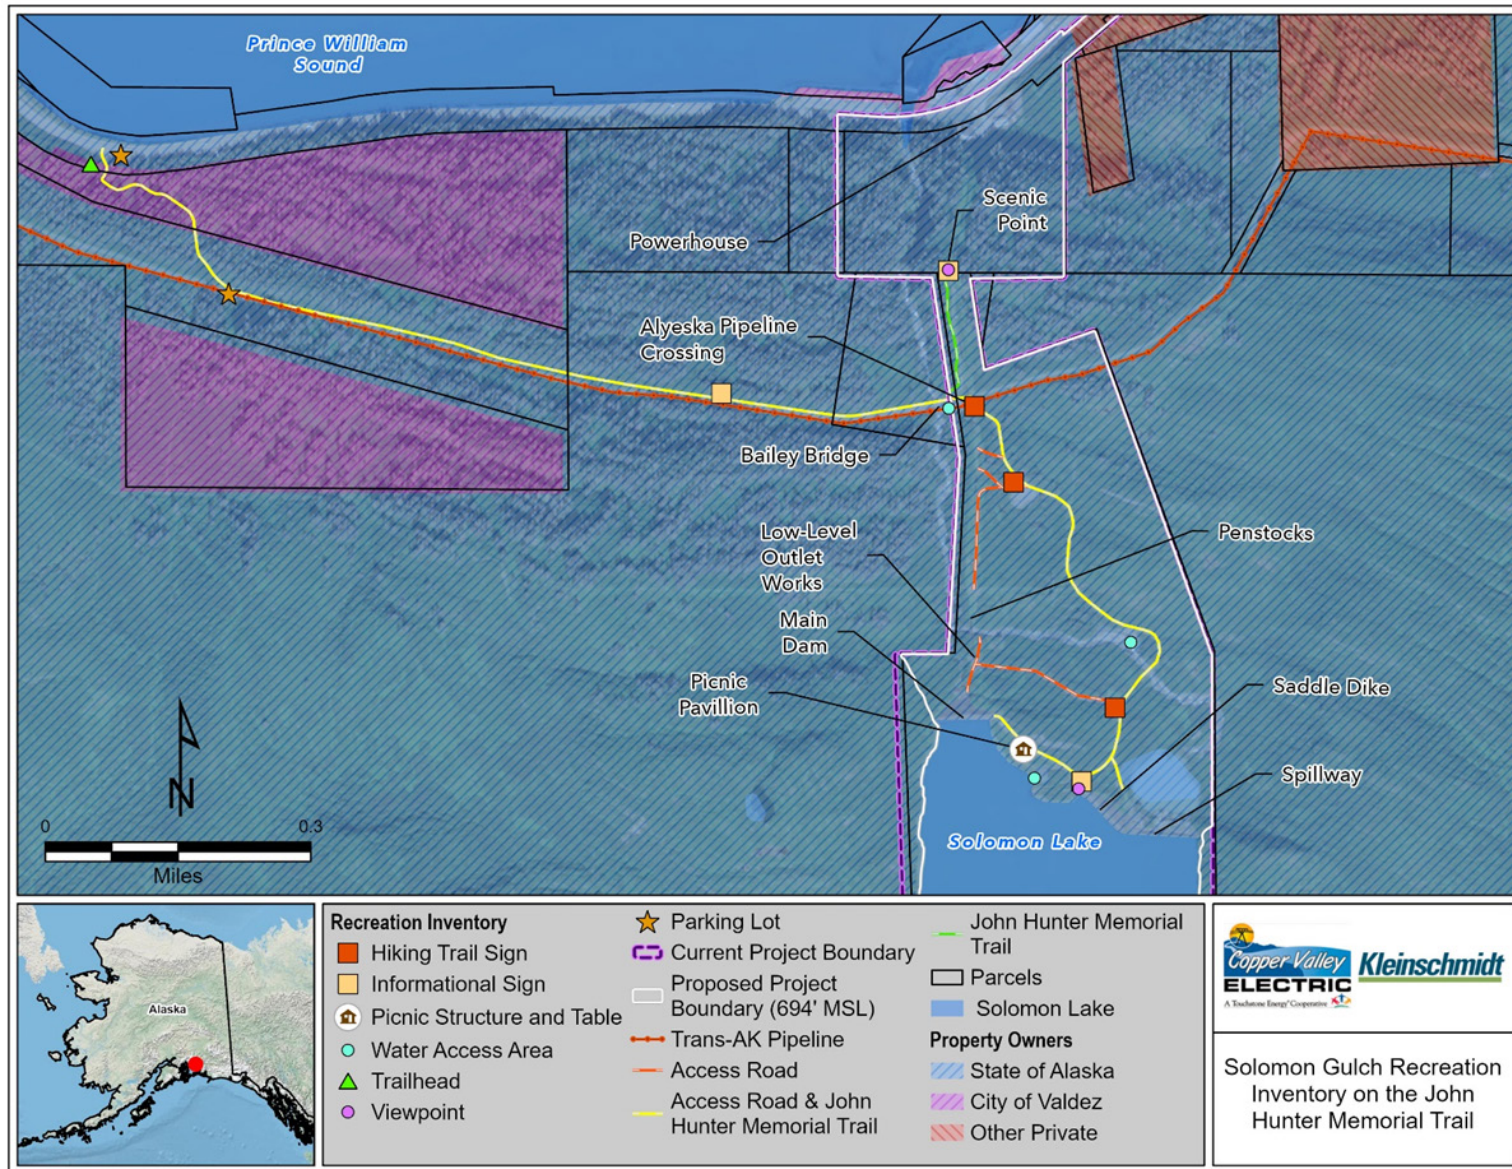 Prince William
Sound
Scenic
Point
Powerhouse
Alyeska Pipeline
Crossing
Bailey Bridge
Low-Level
Outlet
Works
Penstocks
Main
Dam
Picnic
Pavillion
Saddle Dike
Spillway
Solomon Lake
N
0 0.3
Miles
Alaska
Recreation Inventory
Hiking Trail Sign
Informational Sign
Picnic Structure and Table
Water Access Area
Trailhead
Viewpoint
Parking Lot
Current Project Boundary
Proposed Project
Boundary (694' MSL)
Trans-AK Pipeline
Access Road
Access Road & John
Hunter Memorial Trail
John Hunter Memorial
Trail
Parcels
Solomon Lake
Property Owners
State of Alaska
City of Valdez
Other Private
Copper Valley
ELECTRIC
A Touchstone Energy® Cooperative
Kleinschmidt
Solomon Gulch Recreation
Inventory on the John
Hunter Memorial Trail